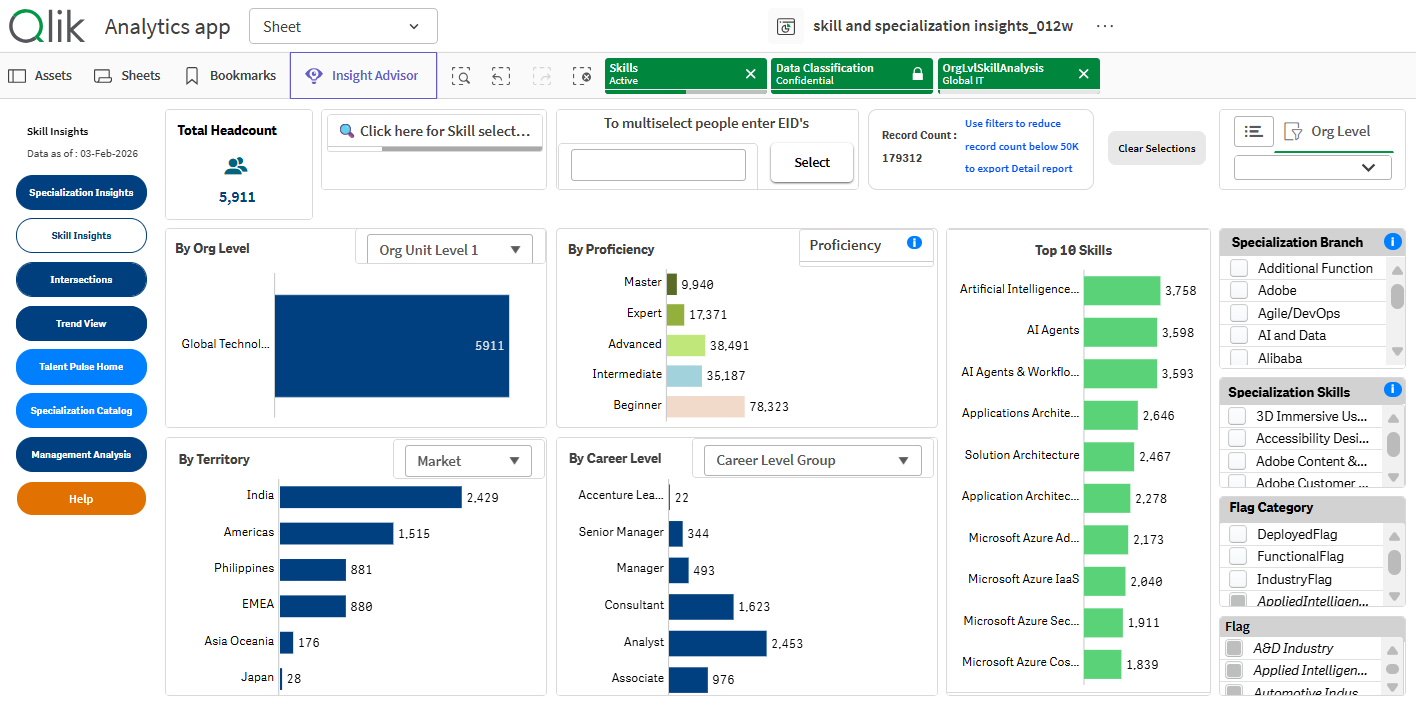 Qlik
Analytics app
Sheet
skill and specialization insights_012w
...
Assets
Sheets
Bookmarks
Insight Advisor
Skills
Active
Data Classification
Confidential
OrgLvlSkillAnalysis
Global IT
Skill Insights
Data as of : 03-Feb-2026
Specialization Insights
Skill Insights
Intersections
Trend View
Talent Pulse Home
Specialization Catalog
Management Analysis
Help
Total Headcount
5,911
Click here for Skill select...
To multiselect people enter EID's
Select
Record Count :
179312
Use filters to reduce
record count below 50K
to export Detail report
Clear Selections
Org Level
By Org Level
Org Unit Level 1
Global Technol...
5911
By Proficiency
Proficiency
Master 9,940
Expert 17,371
Advanced 38,491
Intermediate 35,187
Beginner 78,323
Top 10 Skills
Artificial Intelligence... 3,758
AI Agents 3,598
AI Agents & Workflo... 3,593
Applications Archite... 2,646
Solution Architecture 2,467
Application Architec... 2,278
Microsoft Azure Ad... 2,173
Microsoft Azure IaaS 2,040
Microsoft Azure Sec... 1,911
Microsoft Azure Cos... 1,839
By Territory
Market
India 2,429
Americas 1,515
Philippines 881
EMEA 880
Asia Oceania 176
Japan 28
By Career Level
Career Level Group
Accenture Lea... 22
Senior Manager 344
Manager 493
Consultant 1,623
Analyst 2,453
Associate 976
Specialization Branch
Additional Function
Adobe
Agile/DevOps
AI and Data
Alibaba
Specialization Skills
3D Immersive Us...
Accessibility Desi...
Adobe Content &...
Adobe Customer ...
Flag Category
DeployedFlag
FunctionalFlag
IndustryFlag
AppliedIntelligen...
Flag
A&D Industry
Applied Intelligen...
Automotive Indus...